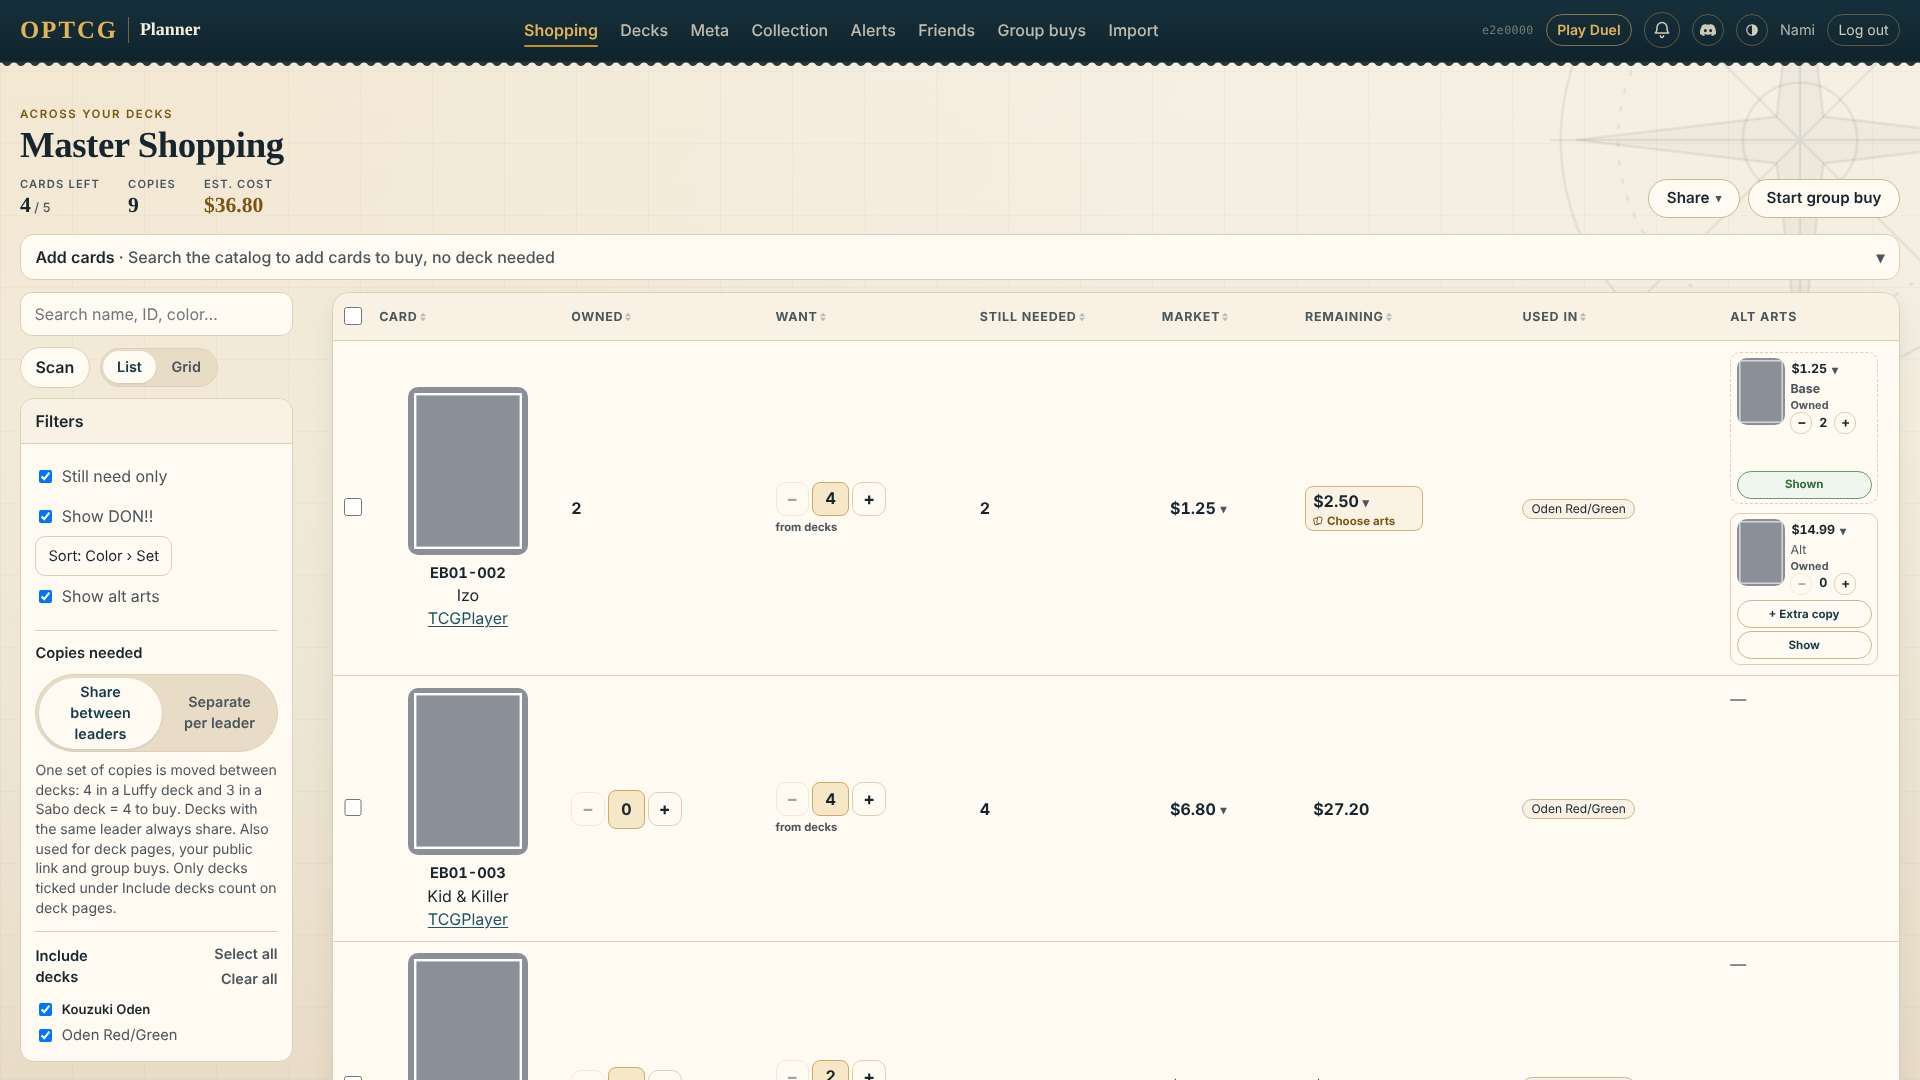 OPTCG Planner
Shopping Decks Meta Collection Alerts Friends Group buys Import
e2e0000 Play Duel Nami Log out
ACROSS YOUR DECKS
Master Shopping
CARDS LEFT COPIES EST. COST
4 / 5 9 $36.80
Share ▾ Start group buy
Add cards · Search the catalog to add cards to buy, no deck needed ▾
Search name, ID, color...
Scan List Grid
Filters
Still need only
Show DON!!
Sort: Color › Set
Show alt arts
Copies needed
Share between leaders
Separate per leader
One set of copies is moved between
decks: 4 in a Luffy deck and 3 in a
Sabo deck = 4 to buy. Decks with
the same leader always share. Also
used for deck pages, your public
link and group buys. Only decks
ticked under Include decks count on
deck pages.
Include decks
Select all
Clear all
Kouzuki Oden
Oden Red/Green
CARD OWNED WANT STILL NEEDED MARKET REMAINING USED IN ALT ARTS
EB01-002
Izo
TCGPlayer
2
− 4 +
from decks
2
$1.25 ▾
$2.50 ▾
Choose arts
Oden Red/Green
$1.25 ▾
Base
Owned
− 2 +
Shown
$14.99 ▾
Alt
Owned
− 0 +
+ Extra copy
Show
EB01-003
Kid & Killer
TCGPlayer
− 0 +
− 4 +
from decks
4
$6.80 ▾
$27.20
Oden Red/Green
—
− 2 +
—